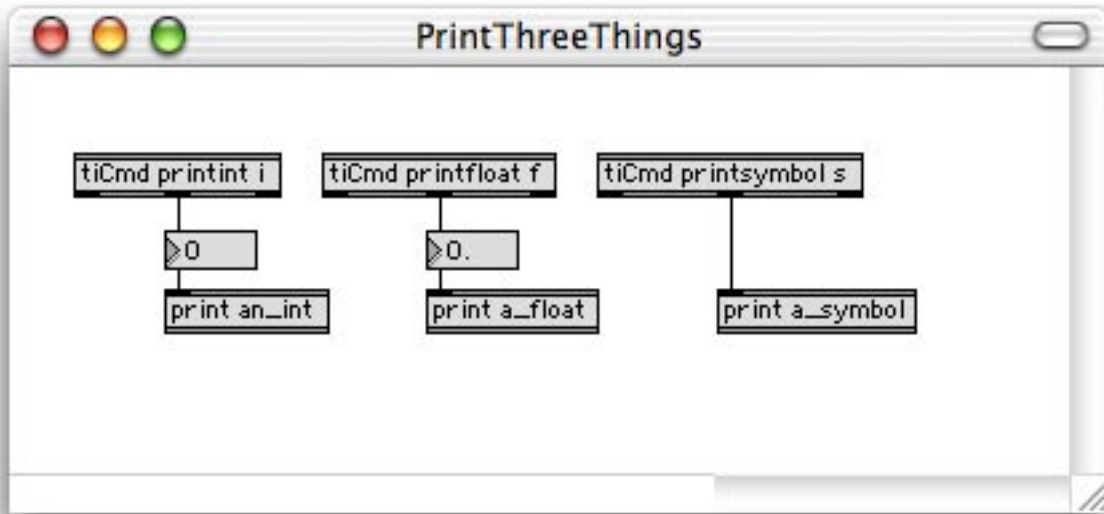 PrintThreeThings
tiCmd printint i
tiCmd printfloat f
tiCmd printsymbol s
0
0.
print an_int
print a_float
print a_symbol